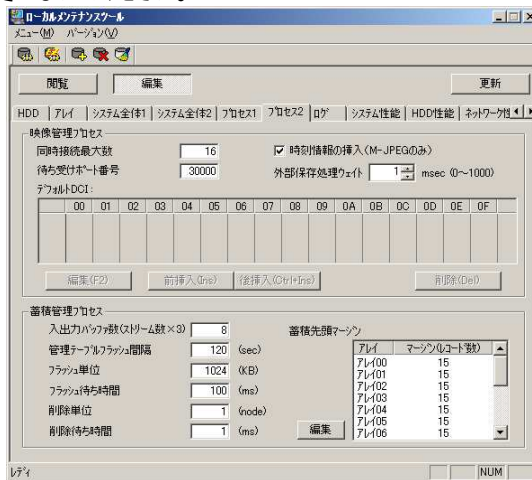 ローカルメンテナンスツール
メニュー(M) バージョン(V)
閲覧 編集 更新
HDD アレイ システム全体1 システム全体2 プロセス1 プロセス2 ログ システム性能 HDD性能
映像管理プロセス
同時接続最大数 16 時刻情報の挿入(M-JPEGのみ)
待ち受けポート番号 30000 外部保存処理ウェイト 1 msec (0～1000)
デフォルトDCI:
00 01 02 03 04 05 06 07 08 09 0A 0B 0C 0D 0E 0F
編集(F2) 前挿入(Ins) 後挿入(Ctrl+Ins) 削除(Del)
蓄積管理プロセス
入出力バッファ数(ストリーム数×3) 8 蓄積先頭マージン
管理テーブルフラッシュ間隔 120 (sec) アレイ マージン(レコード数)
フラッシュ単位 1024 (KB) アレイ00 15
アレイ01 15
フラッシュ待ち時間 100 (ms) アレイ02 15
アレイ03 15
削除単位 1 (node) アレイ04 15
アレイ05 15
削除待ち時間 1 (ms) 編集 アレイ06 15
レディ NUM